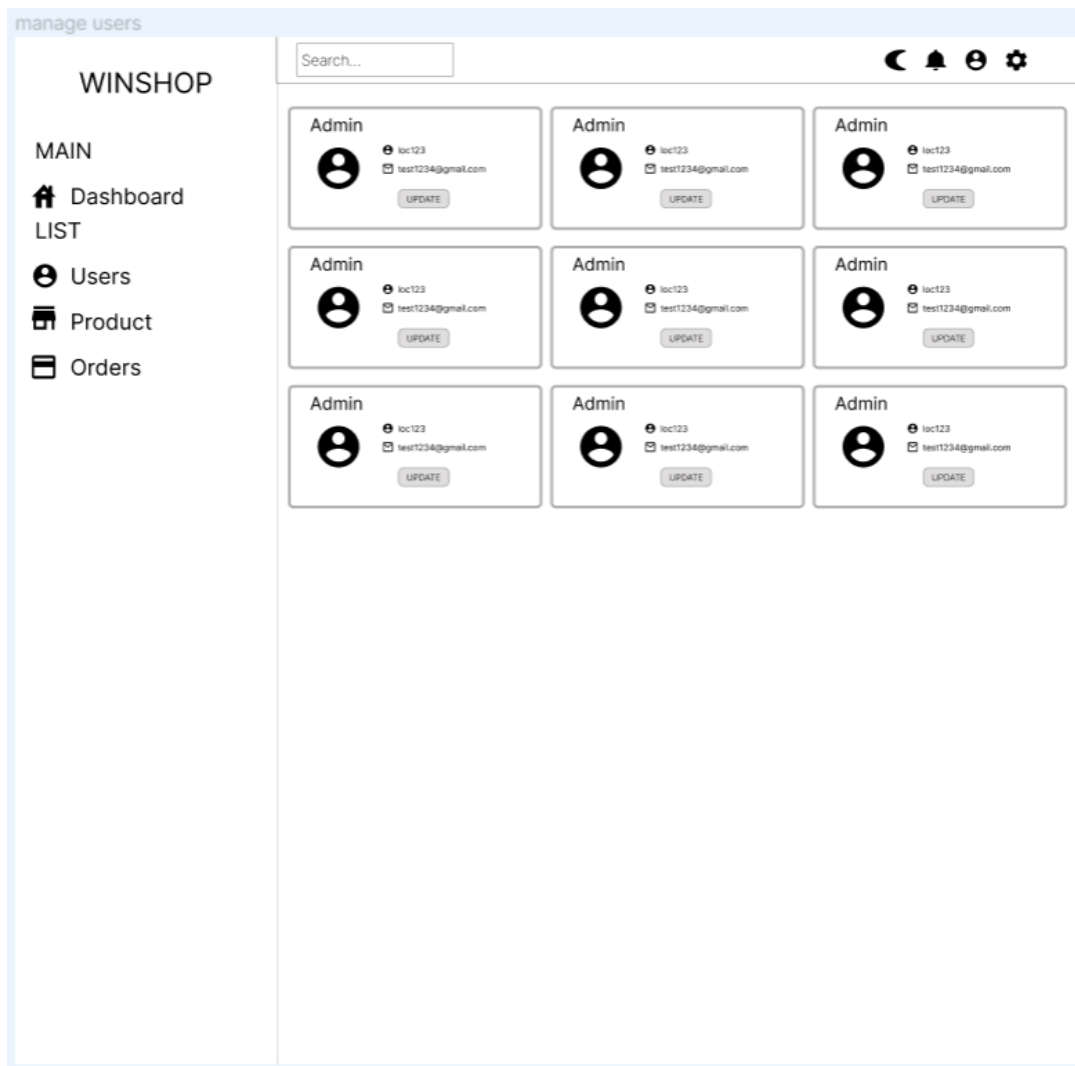 manage users
WINSHOP
Search...
MAIN
Dashboard
LIST
Users
Product
Orders
Admin
loc123
test1234@gmail.com
UPDATE
Admin
loc123
test1234@gmail.com
UPDATE
Admin
loc123
test1234@gmail.com
UPDATE
Admin
loc123
test1234@gmail.com
UPDATE
Admin
loc123
test1234@gmail.com
UPDATE
Admin
loc123
test1234@gmail.com
UPDATE
Admin
loc123
test1234@gmail.com
UPDATE
Admin
loc123
test1234@gmail.com
UPDATE
Admin
loc123
test1234@gmail.com
UPDATE